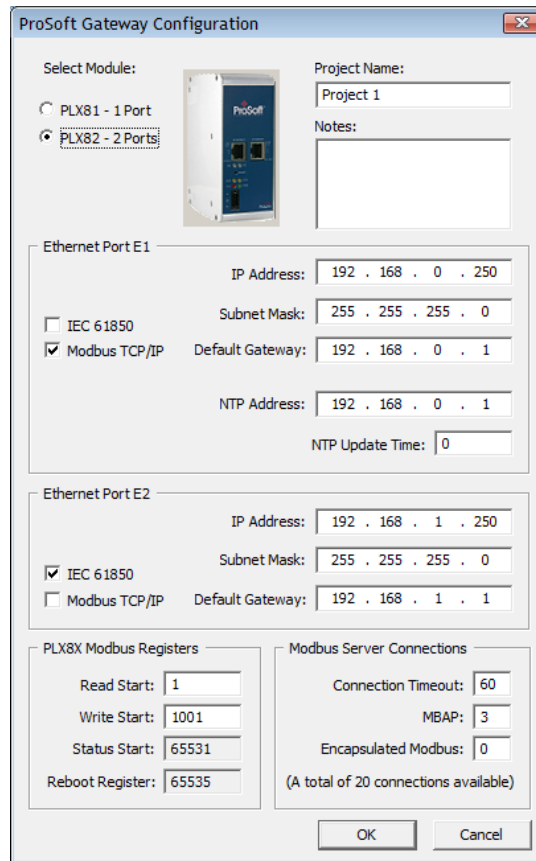 ProSoft Gateway Configuration
Select Module:
PLX81 - 1 Port
PLX82 - 2 Ports
ProSoft
Project Name:
Project 1
Notes:
Ethernet Port E1
IP Address: 192 . 168 . 0 . 250
Subnet Mask: 255 . 255 . 255 . 0
IEC 61850
Modbus TCP/IP
Default Gateway: 192 . 168 . 0 . 1
NTP Address: 192 . 168 . 0 . 1
NTP Update Time: 0
Ethernet Port E2
IP Address: 192 . 168 . 1 . 250
Subnet Mask: 255 . 255 . 255 . 0
IEC 61850
Modbus TCP/IP
Default Gateway: 192 . 168 . 1 . 1
PLX8X Modbus Registers
Read Start: 1
Write Start: 1001
Status Start: 65531
Reboot Register: 65535
Modbus Server Connections
Connection Timeout: 60
MBAP: 3
Encapsulated Modbus: 0
(A total of 20 connections available)
OK
Cancel